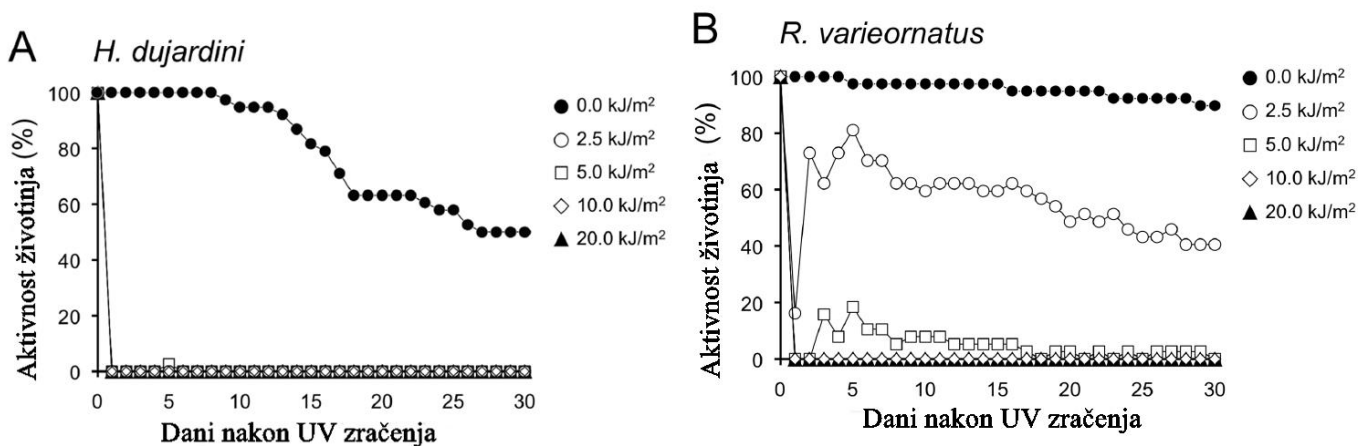 A H. dujardini
Aktivnost životinja (%)
100
80
60
40
20
0
0 5 10 15 20 25 30
Dani nakon UV zračenja
0.0 kJ/m²
2.5 kJ/m²
5.0 kJ/m²
10.0 kJ/m²
20.0 kJ/m²
B R. varieornatus
Aktivnost životinja (%)
100
80
60
40
20
0
0 5 10 15 20 25 30
Dani nakon UV zračenja
0.0 kJ/m²
2.5 kJ/m²
5.0 kJ/m²
10.0 kJ/m²
20.0 kJ/m²